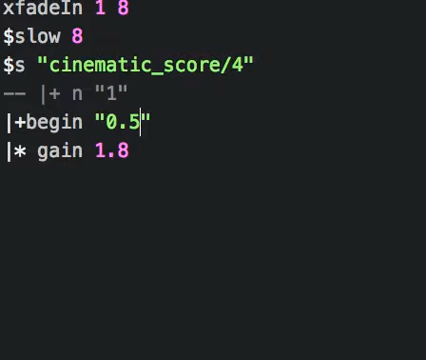 xfadeIn 1 8
$slow 8
$s "cinematic_score/4"
-- |+ n "1"
|+begin "0.5"
|* gain 1.8